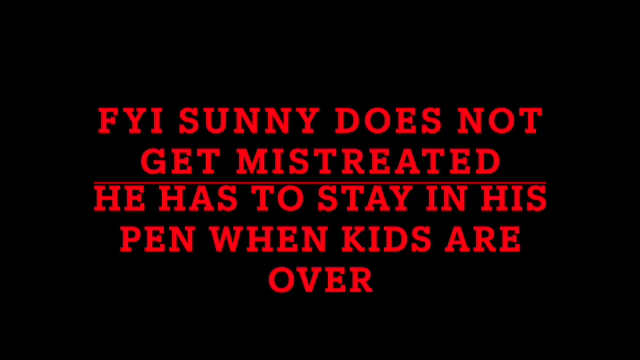 FYI SUNNY DOES NOT
GET MISTREATED
HE HAS TO STAY IN HIS
PEN WHEN KIDS ARE
OVER